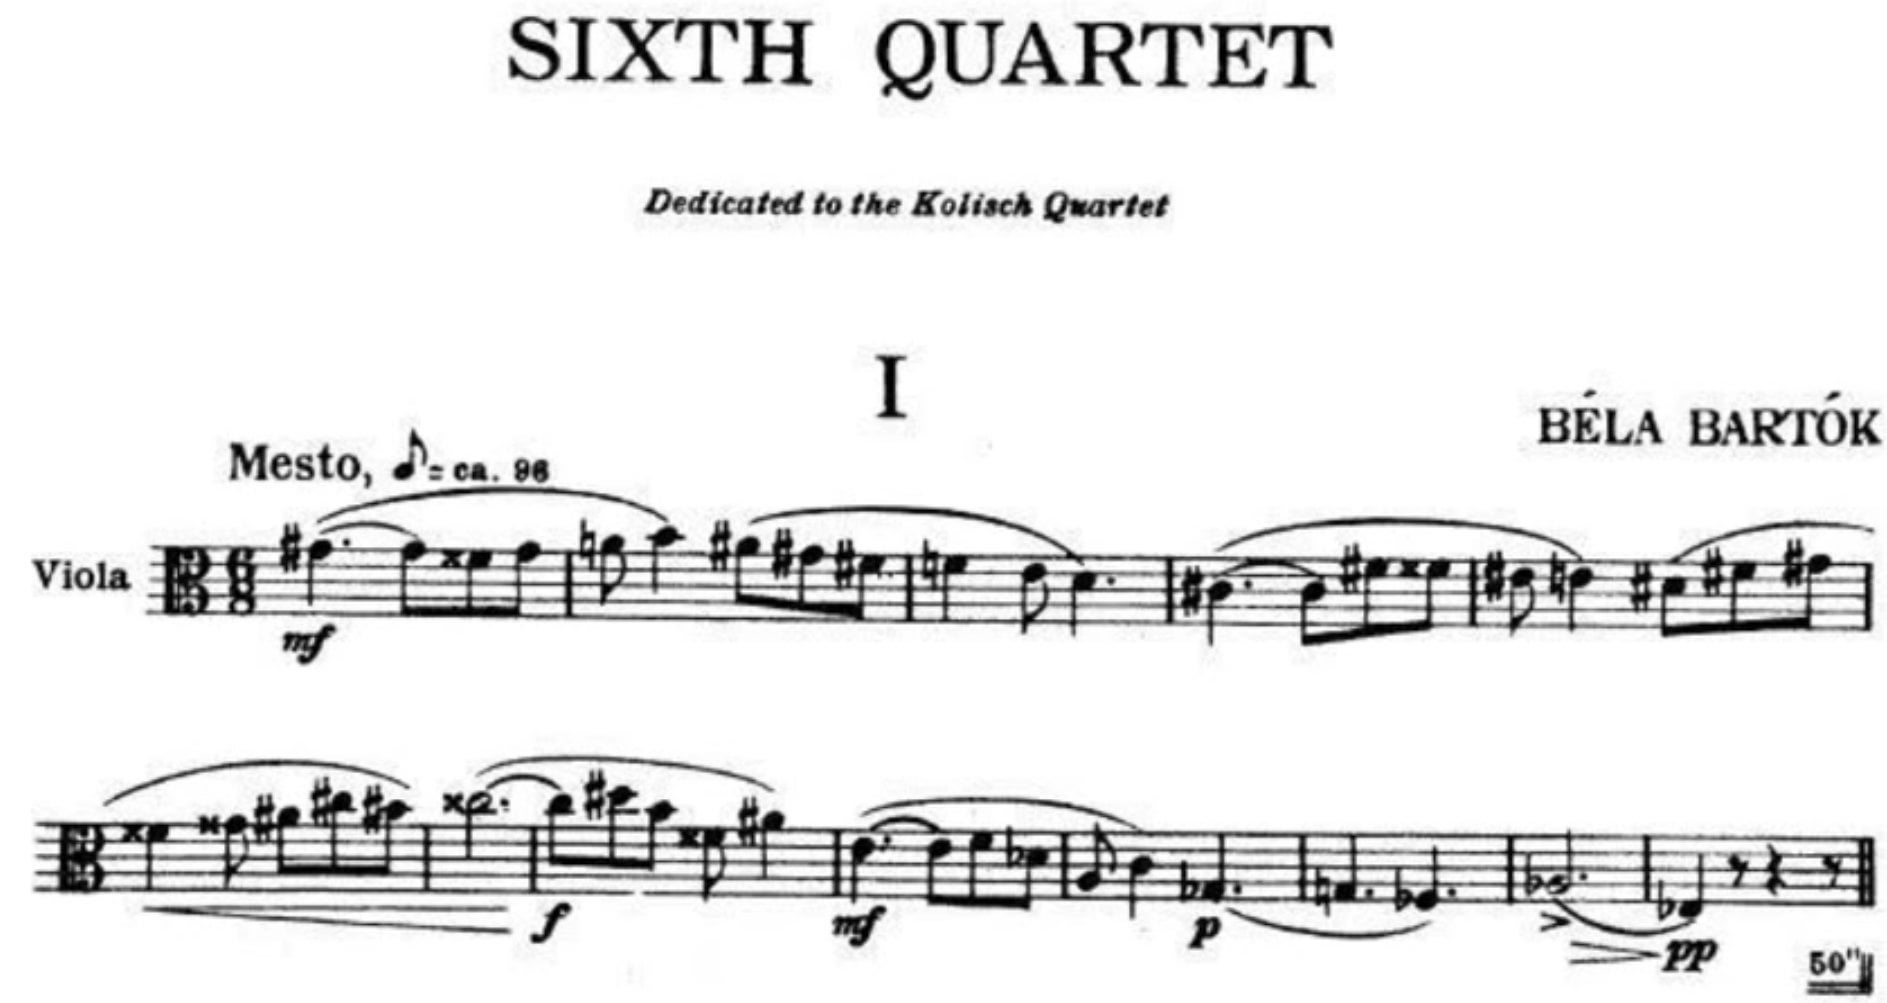 SIXTH QUARTET
Dedicated to the Kolisch Quartet
I
BÉLA BARTÓK
Mesto, ♪= ca. 96
Viola
6
8
mf
f
mf
p
pp
50"